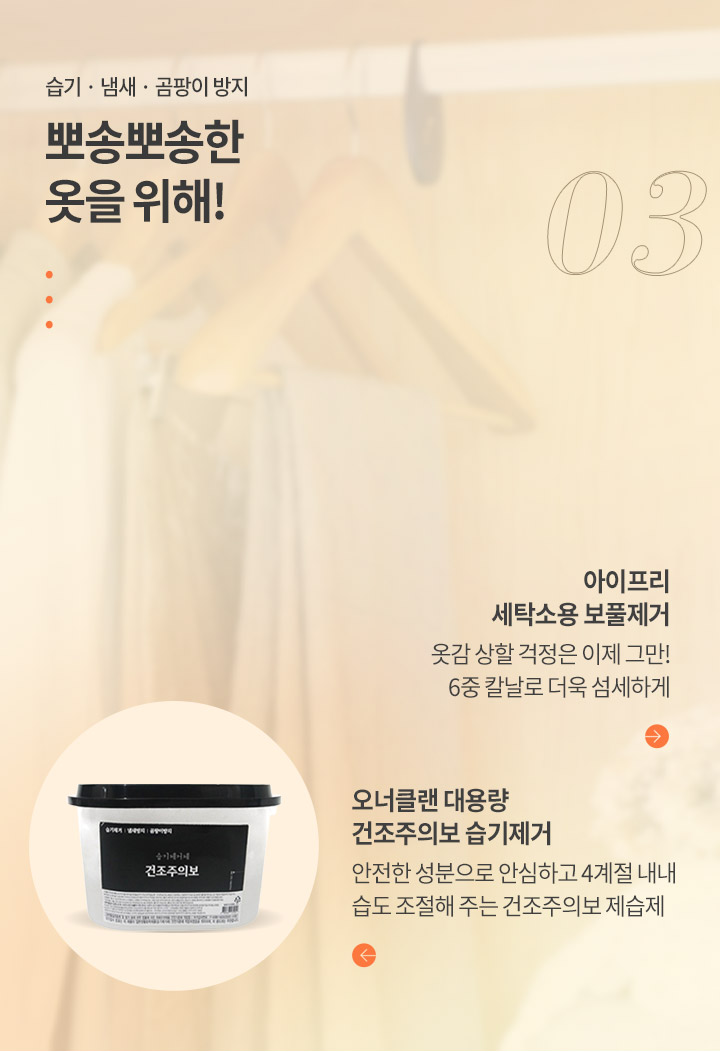 습기 · 냄새 · 곰팡이 방지
뽀송뽀송한
옷을 위해!
03
아이프리
세탁소용 보풀제거
옷감 상할 걱정은 이제 그만!
6중 칼날로 더욱 섬세하게
오너클랜 대용량
건조주의보 습기제거
안전한 성분으로 안심하고 4계절 내내
습도 조절해 주는 건조주의보 제습제
습기제거 | 냄새방지 | 곰팡이방지
건조주의보